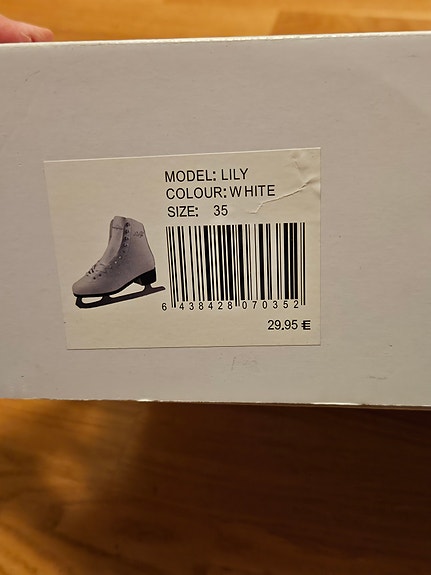 MODEL: LILY
COLOUR: WHITE
SIZE: 35
6 438428 070352
29.95 €